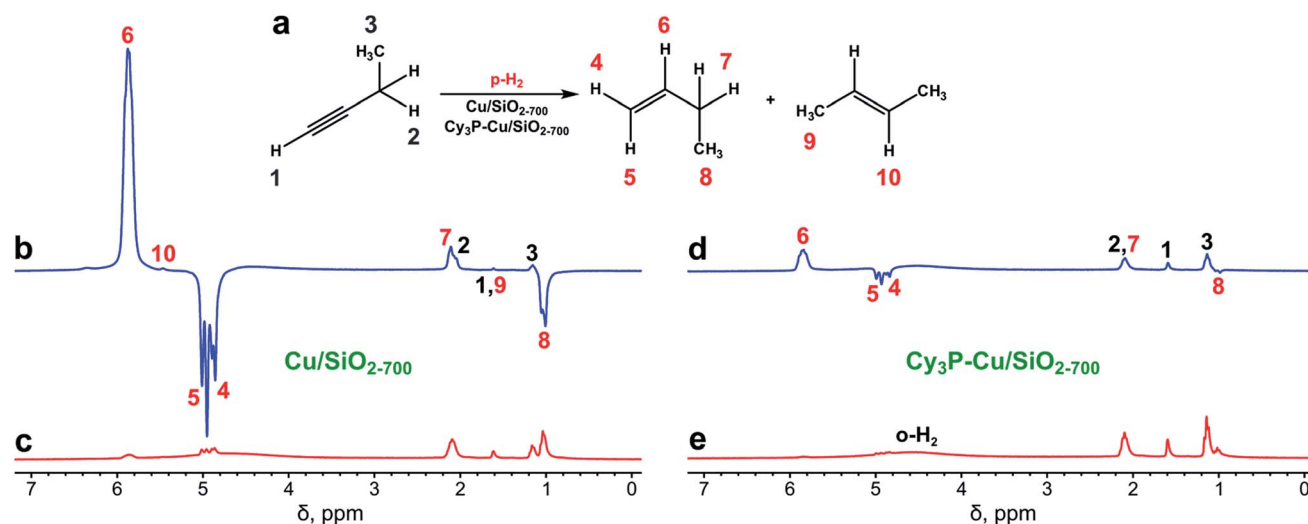 a
3
H₃C
H
H
2
H
1
p-H₂
Cu/SiO₂₋₇₀₀
Cy₃P-Cu/SiO₂₋₇₀₀
6
H
4
H
H
7
H
H
5
CH₃
8
+
H
CH₃
H₃C
9
H
10
b
6
10
5
4
7
2
1,9
3
8
Cu/SiO₂₋₇₀₀
c
7 6 5 4 3 2 1 0
δ, ppm
d
6
5
4
2,7
1
3
8
Cy₃P-Cu/SiO₂₋₇₀₀
e
o-H₂
7 6 5 4 3 2 1 0
δ, ppm